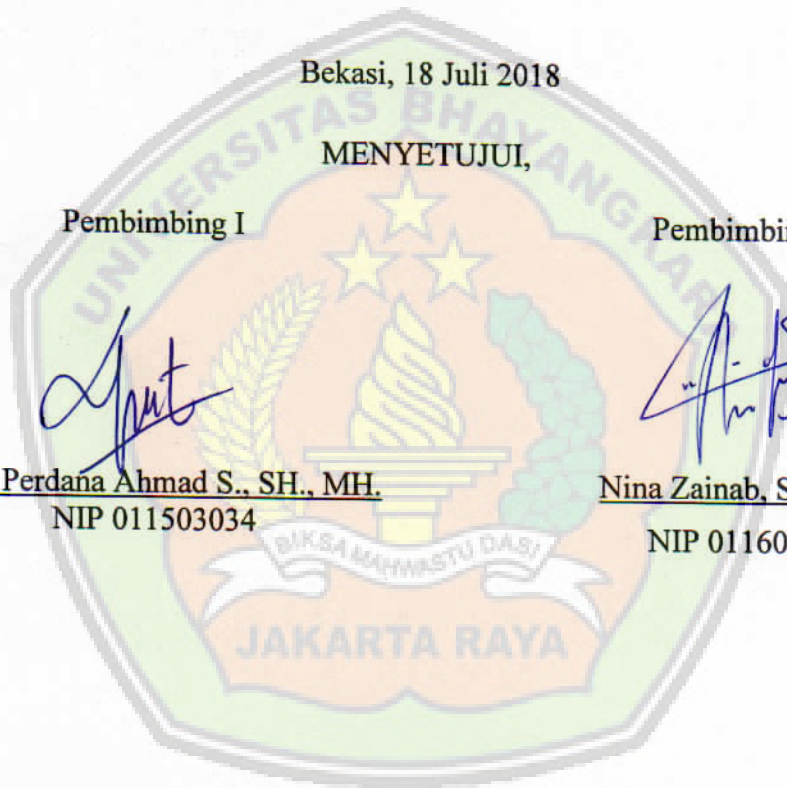 Bekasi, 18 Juli 2018
MENYETUJUI,
Pembimbing I
Perdana Ahmad S., SH., MH.
NIP 011503034
Nina Zainab,
NIP
UNIVERSITAS BHAYANGKARA
BIKSA MAHWASTU DASI
JAKARTA RAYA